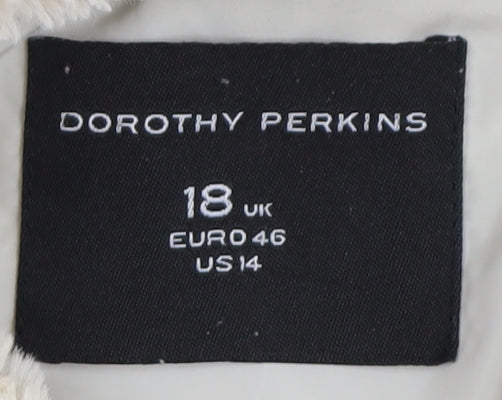 DOROTHY PERKINS
18 UK
EURO 46
US 14